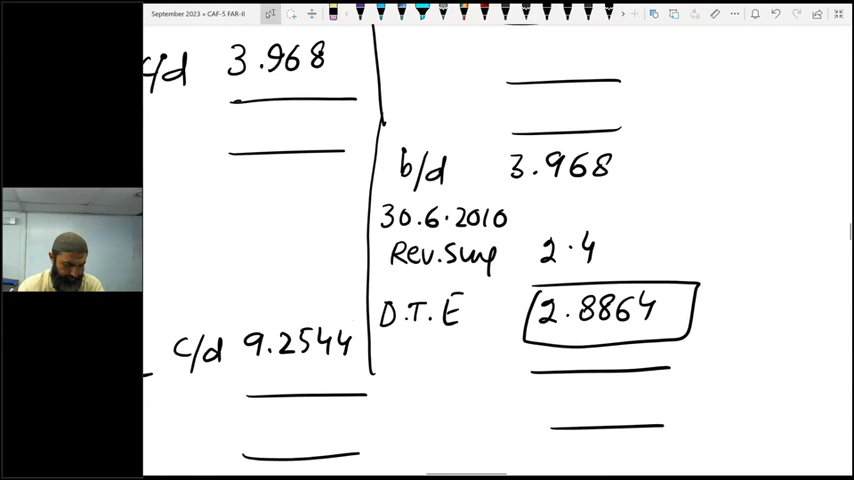 September 2023 » CAF-5 FAR-II
c/d 3.968
b/d 3.968
30.6.2010
Rev.Surp 2.4
D.T.E 2.8864
c/d 9.2544